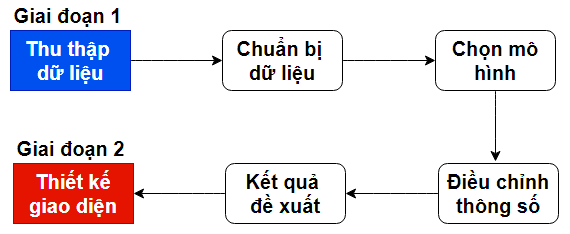 Giai đoạn 1
Thu thập
dữ liệu
Chuẩn bị
dữ liệu
Chọn mô
hình
Giai đoạn 2
Thiết kế
giao diện
Kết quả
đề xuất
Điều chỉnh
thông số